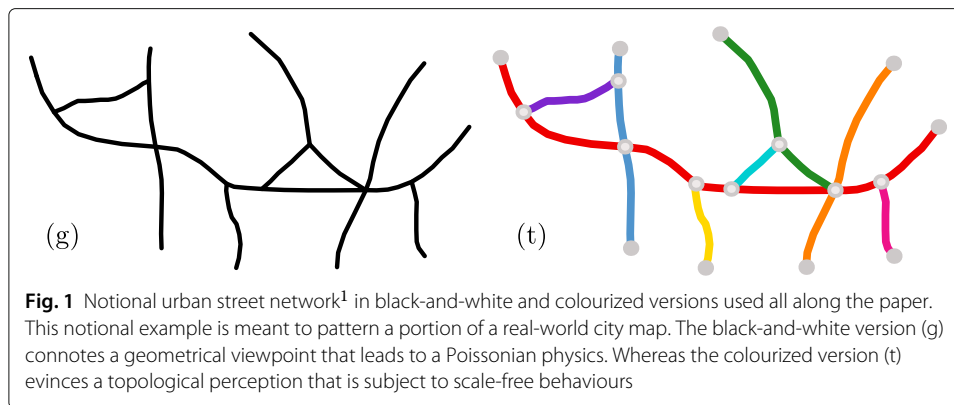 (g)
(t)
Fig. 1 Notional urban street network¹ in black-and-white and colourized versions used all along the paper.
This notional example is meant to pattern a portion of a real-world city map. The black-and-white version (g)
connotes a geometrical viewpoint that leads to a Poissonian physics. Whereas the colourized version (t)
evinces a topological perception that is subject to scale-free behaviours